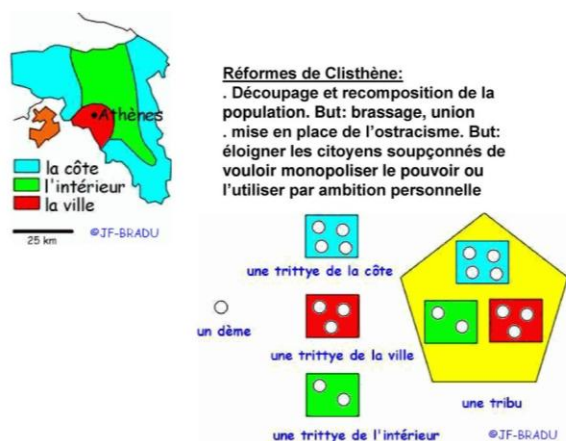 Athènes
la côte
l'intérieur
la ville
25 km
©JF-BRADU
Réformes de Clisthène:
. Découpage et recomposition de la
population. But: brassage, union
. mise en place de l’ostracisme. But:
éloigner les citoyens soupçonnés de
vouloir monopoliser le pouvoir ou
l’utiliser par ambition personnelle
une trittye de la côte
un dème
une trittye de la ville
une trittye de l'intérieur
une tribu
©JF-BRADU